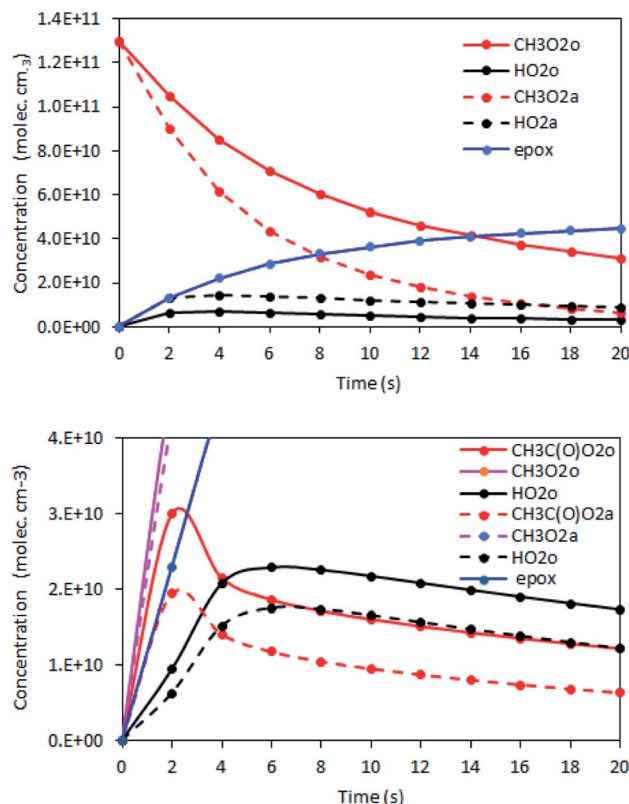 Concentration (molec. cm-3)
1.4E+11
1.2E+11
1.0E+11
8.0E+10
6.0E+10
4.0E+10
2.0E+10
0.0E+00
CH3O2o
HO2o
CH3O2a
HO2a
epox
0 2 4 6 8 10 12 14 16 18 20
Time (s)
Concentration (molec. cm-3)
4.E+10
3.E+10
2.E+10
1.E+10
0.E+00
CH3C(O)O2o
CH3O2o
HO2o
CH3C(O)O2a
CH3O2a
HO2o
epox
0 2 4 6 8 10 12 14 16 18 20
Time (s)